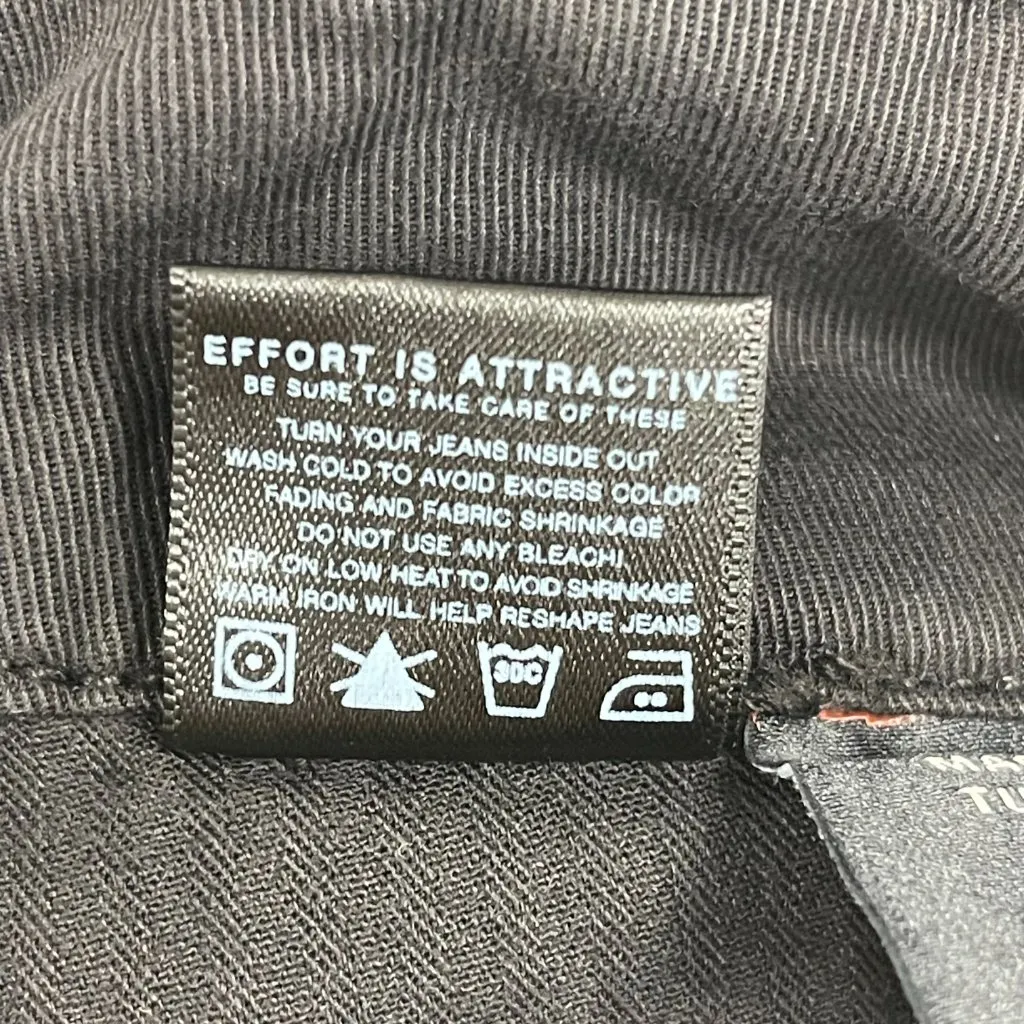 EFFORT IS ATTRACTIVE
BE SURE TO TAKE CARE OF THESE
TURN YOUR JEANS INSIDE OUT
WASH COLD TO AVOID EXCESS COLOR
FADING AND FABRIC SHRINKAGE
DO NOT USE ANY BLEACH!
DRY ON LOW HEAT TO AVOID SHRINKAGE
WARM IRON WILL HELP RESHAPE JEANS
30C